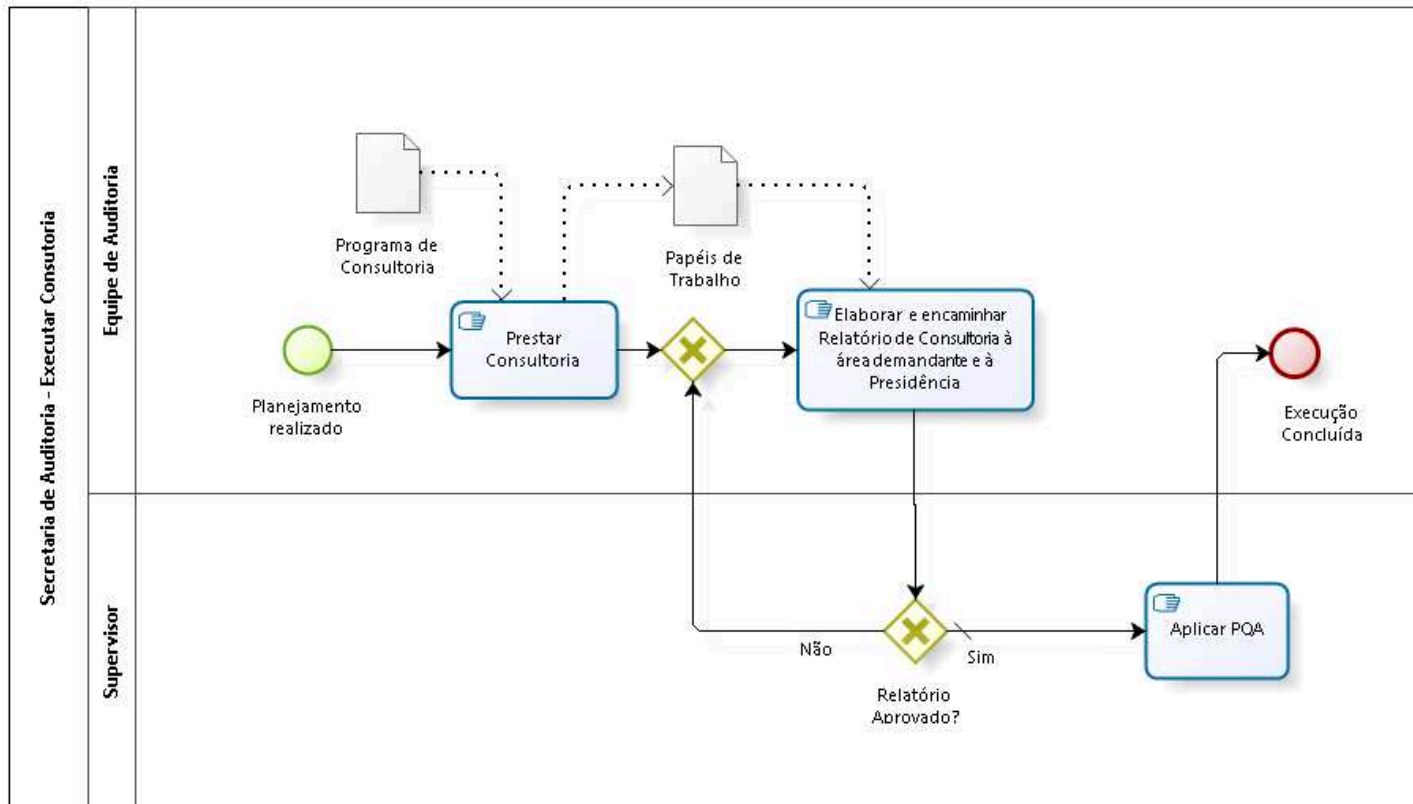 Secretaria de Auditoria - Executar Consutoria
Equipe de Auditoria
Programa de
Consultoria
Papéis de
Trabalho
Planejamento
realizado
Prestar
Consultoria
Elaborar e encaminhar
Relatório de Consultoria à
área demandante e à
Presidência
Execução
Concluída
Supervisor
Não
Sim
Relatório
Aprovado?
Aplicar PQA